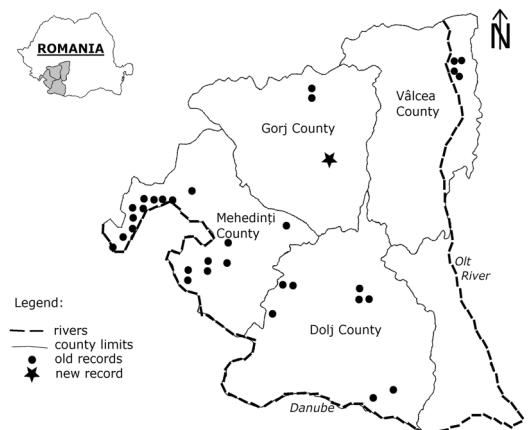 ROMANIA
N
Vâlcea
County
Gorj County
Mehedinți
County
Olt
River
Dolj County
Danube
Legend:
rivers
county limits
old records
new record